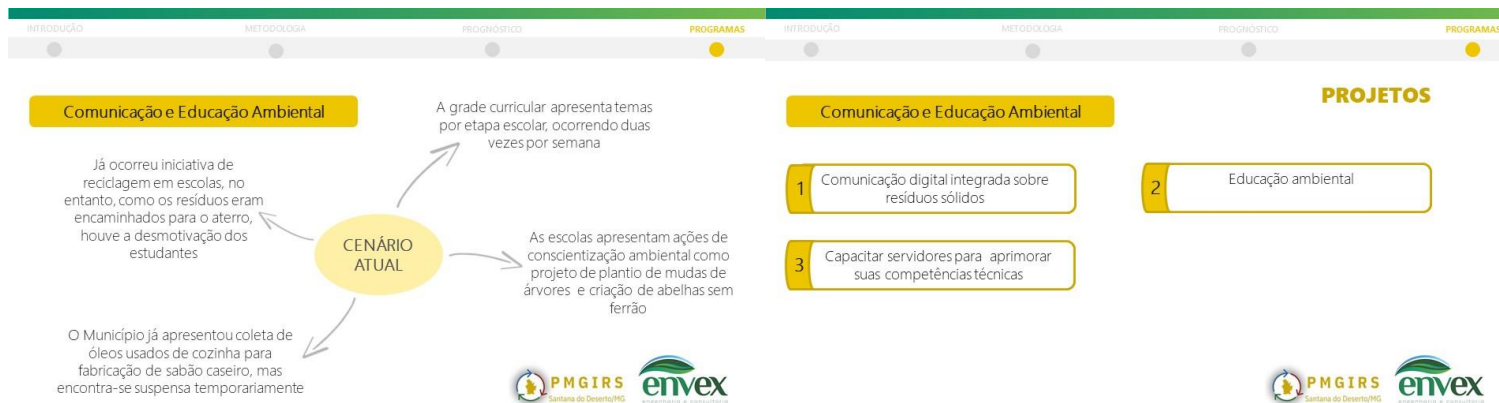 INTRODUÇÃO
METODOLOGIA
PROGNÓSTICO
PROGRAMAS
Comunicação e Educação Ambiental
A grade curricular apresenta temas
por etapa escolar, ocorrendo duas
vezes por semana
Já ocorreu iniciativa de
reciclagem em escolas, no
entanto, como os resíduos eram
encaminhados para o aterro,
houve a desmotivação dos
estudantes
CENÁRIO
ATUAL
As escolas apresentam ações de
conscientização ambiental como
projeto de plantio de mudas de
árvores e criação de abelhas sem
ferrão
O Município já apresentou coleta de
óleos usados de cozinha para
fabricação de sabão caseiro, mas
encontra-se suspensa temporariamente
PMGIRS
Santana do Deserto/MG
envex
engenharia e consultoria
INTRODUÇÃO
METODOLOGIA
PROGNÓSTICO
PROGRAMAS
PROJETOS
Comunicação e Educação Ambiental
1
Comunicação digital integrada sobre
resíduos sólidos
2
Educação ambiental
3
Capacitar servidores para aprimorar
suas competências técnicas
PMGIRS
Santana do Deserto/MG
envex
engenharia e consultoria